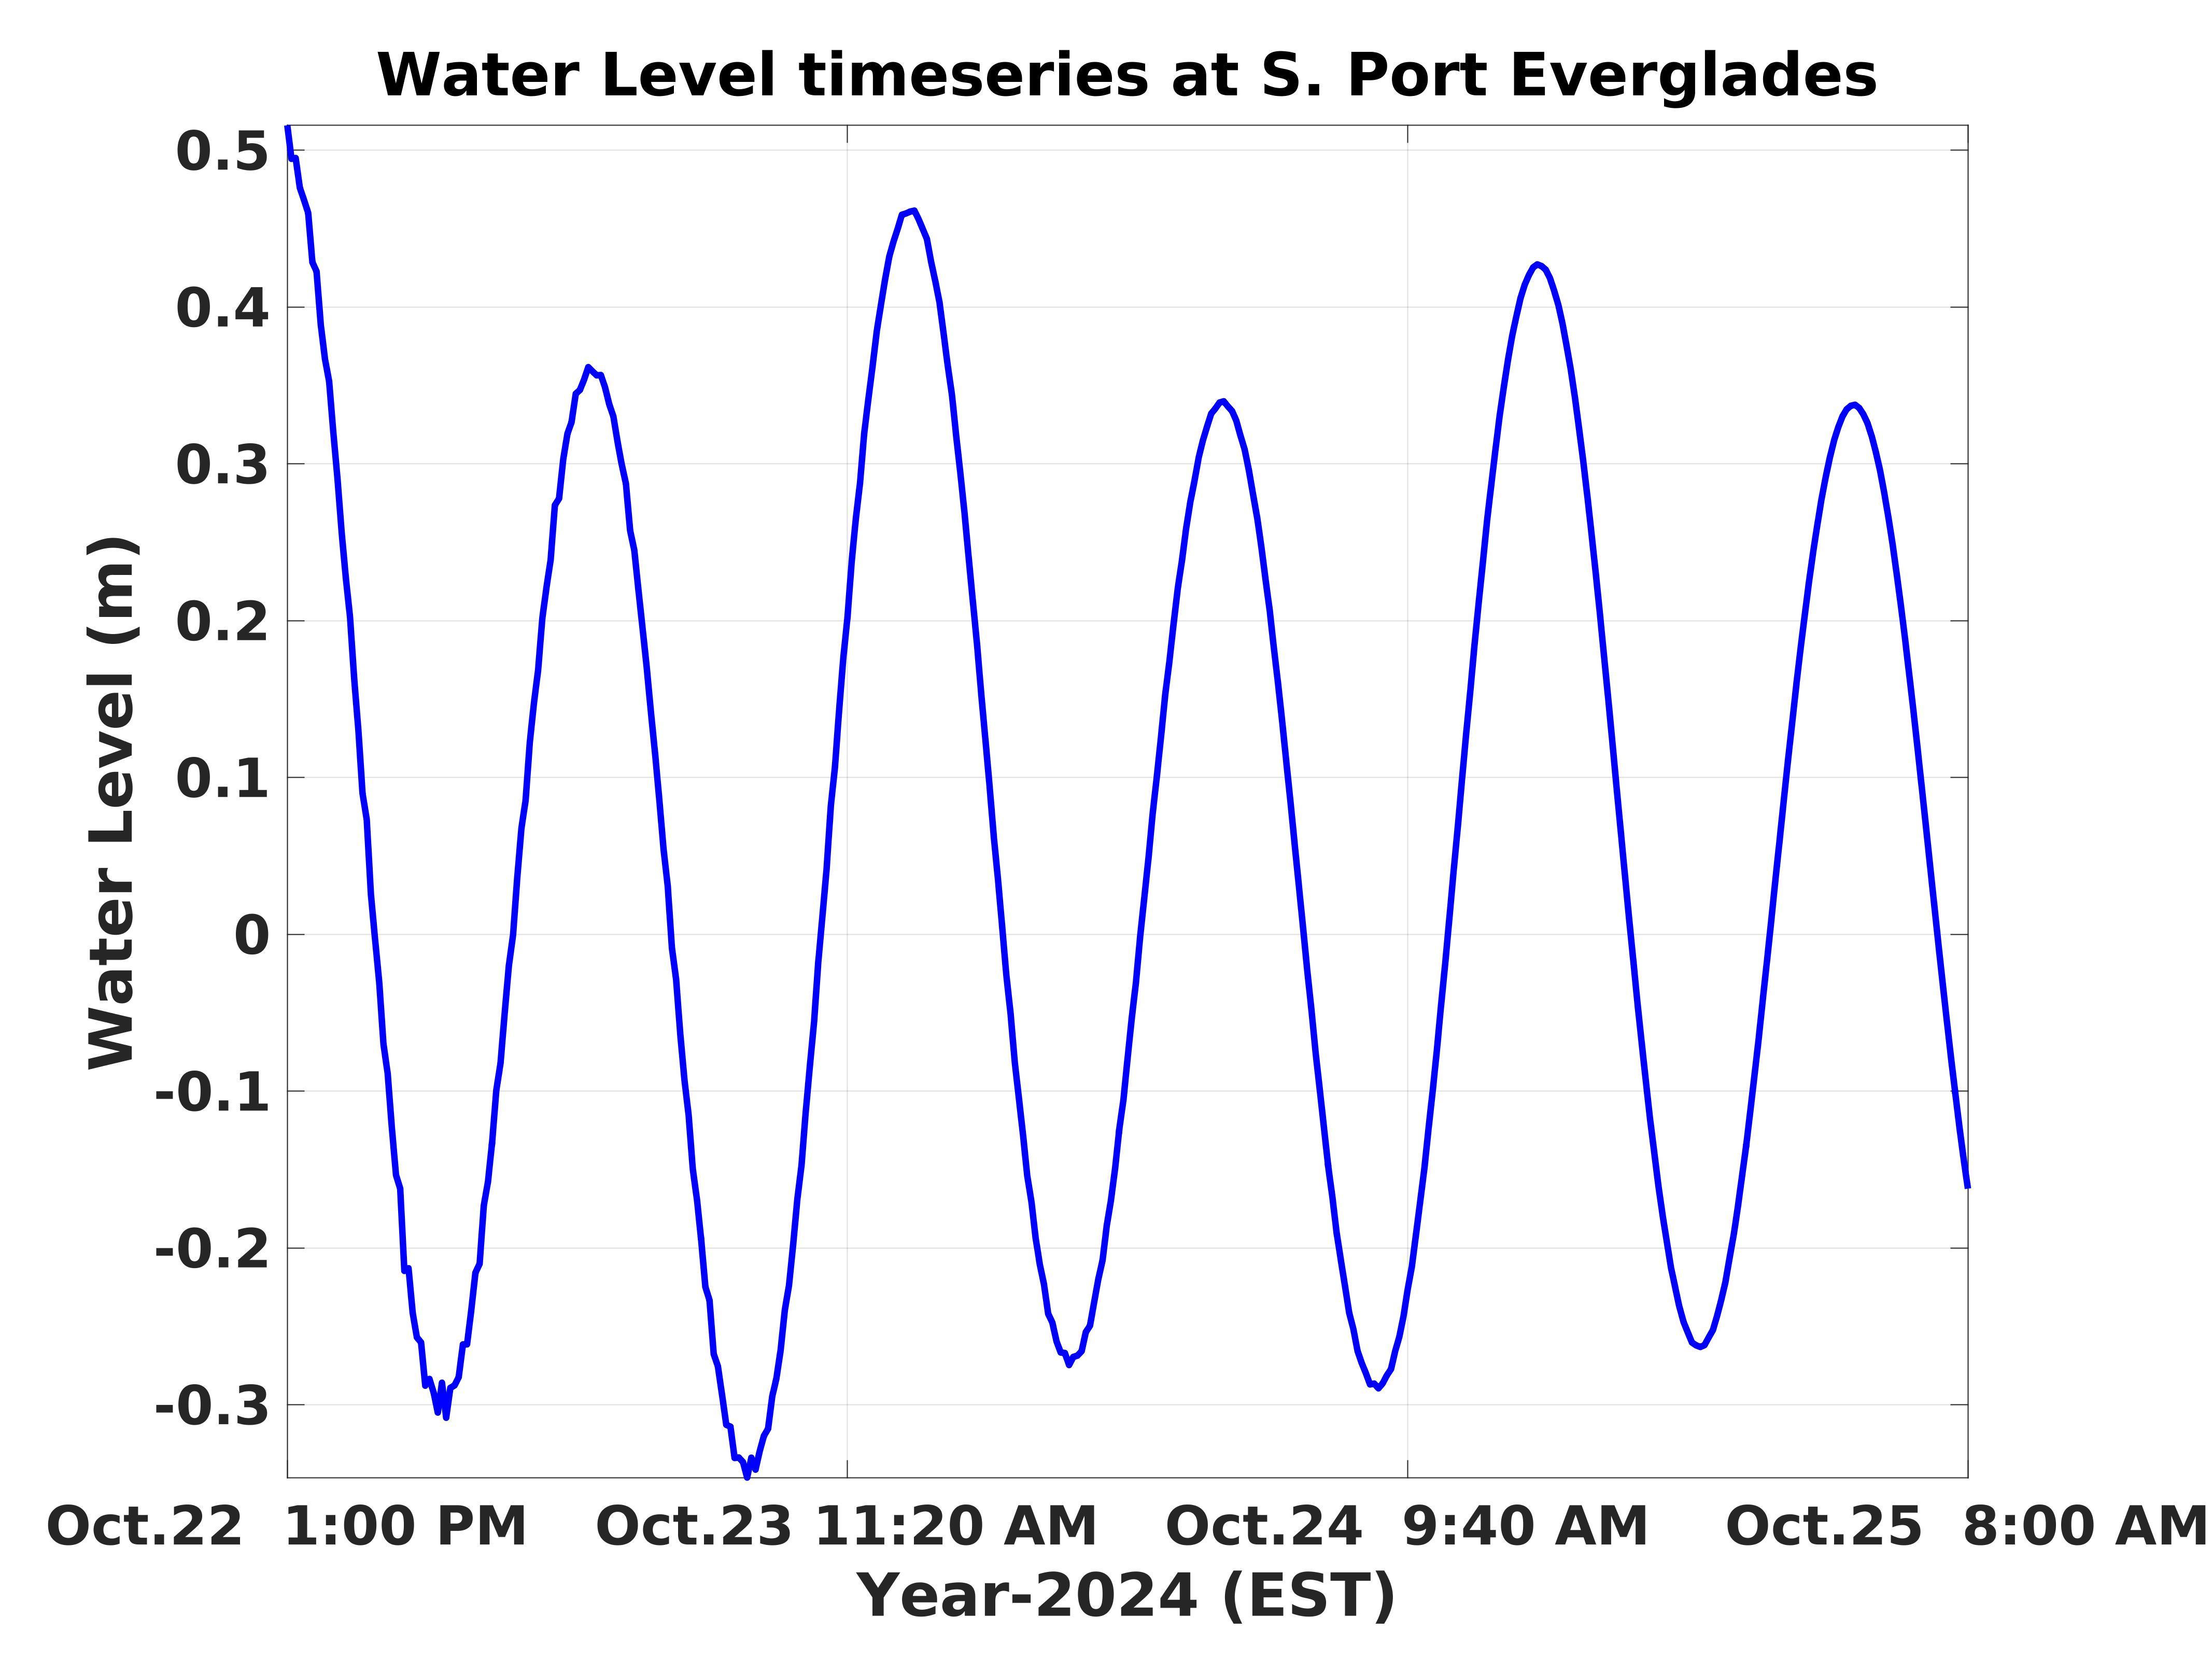 Water Level timeseries at S. Port Everglades
0.5
0.4
0.3
0.2
0.1
0
-0.1
-0.2
-0.3
Water Level (m)
Oct.22 1:00 PM Oct.23 11:20 AM Oct.24 9:40 AM Oct.25 8:00 AM
Year-2024 (EST)